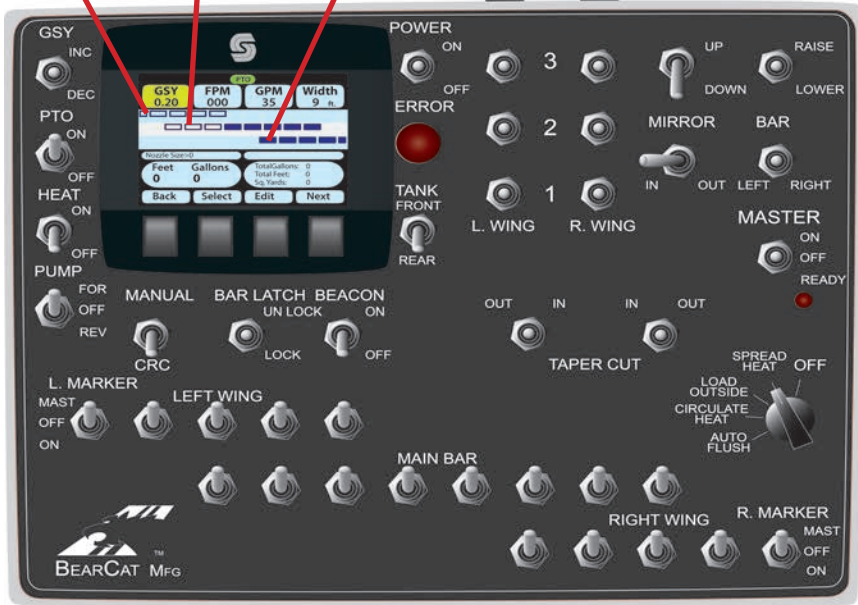 GSY
INC
DEC
PTO
ON
OFF
HEAT
ON
OFF
PUMP
FOR
OFF
REV
PTO
GSY FPM GPM Width
0.20 000 35 9 ft.
Nozzle Size>0
Feet Gallons
0 0
TotalGallons: 0
Total Feet: 0
Sq. Yards: 0
Back Select Edit Next
POWER
ON
OFF
ERROR
TANK
FRONT
REAR
3
2
1
L. WING R. WING
UP
DOWN
MIRROR
IN OUT
RAISE
LOWER
BAR
LEFT RIGHT
MASTER
ON
OFF
READY
MANUAL
CRC
BAR LATCH
UN LOCK
LOCK
BEACON
ON
OFF
OUT IN IN OUT
TAPER CUT
SPREAD
HEAT
OFF
LOAD
OUTSIDE
CIRCULATE
HEAT
AUTO
FLUSH
L. MARKER
MAST
OFF
ON
LEFT WING
MAIN BAR
RIGHT WING
R. MARKER
MAST
OFF
ON
BEARCAT MFG
TM